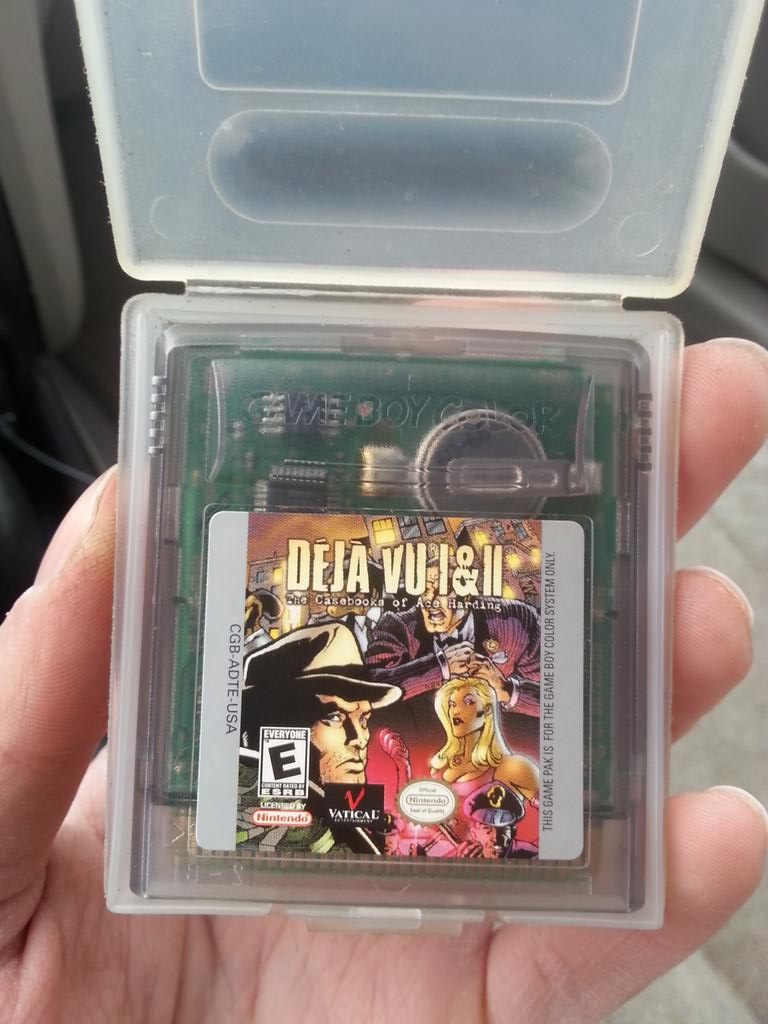 GAME BOY COLOR
DÉJÀ VU I&II
The Casebooks of Ace Harding
CGB-ADTE-USA
THIS GAME PAK IS FOR THE GAME BOY COLOR SYSTEM ONLY.
EVERYONE
E
CONTENT RATED BY
ESRB
LICENSED BY
Nintendo
V
VATICAL
ENTERTAINMENT
Official
Nintendo
Seal of Quality